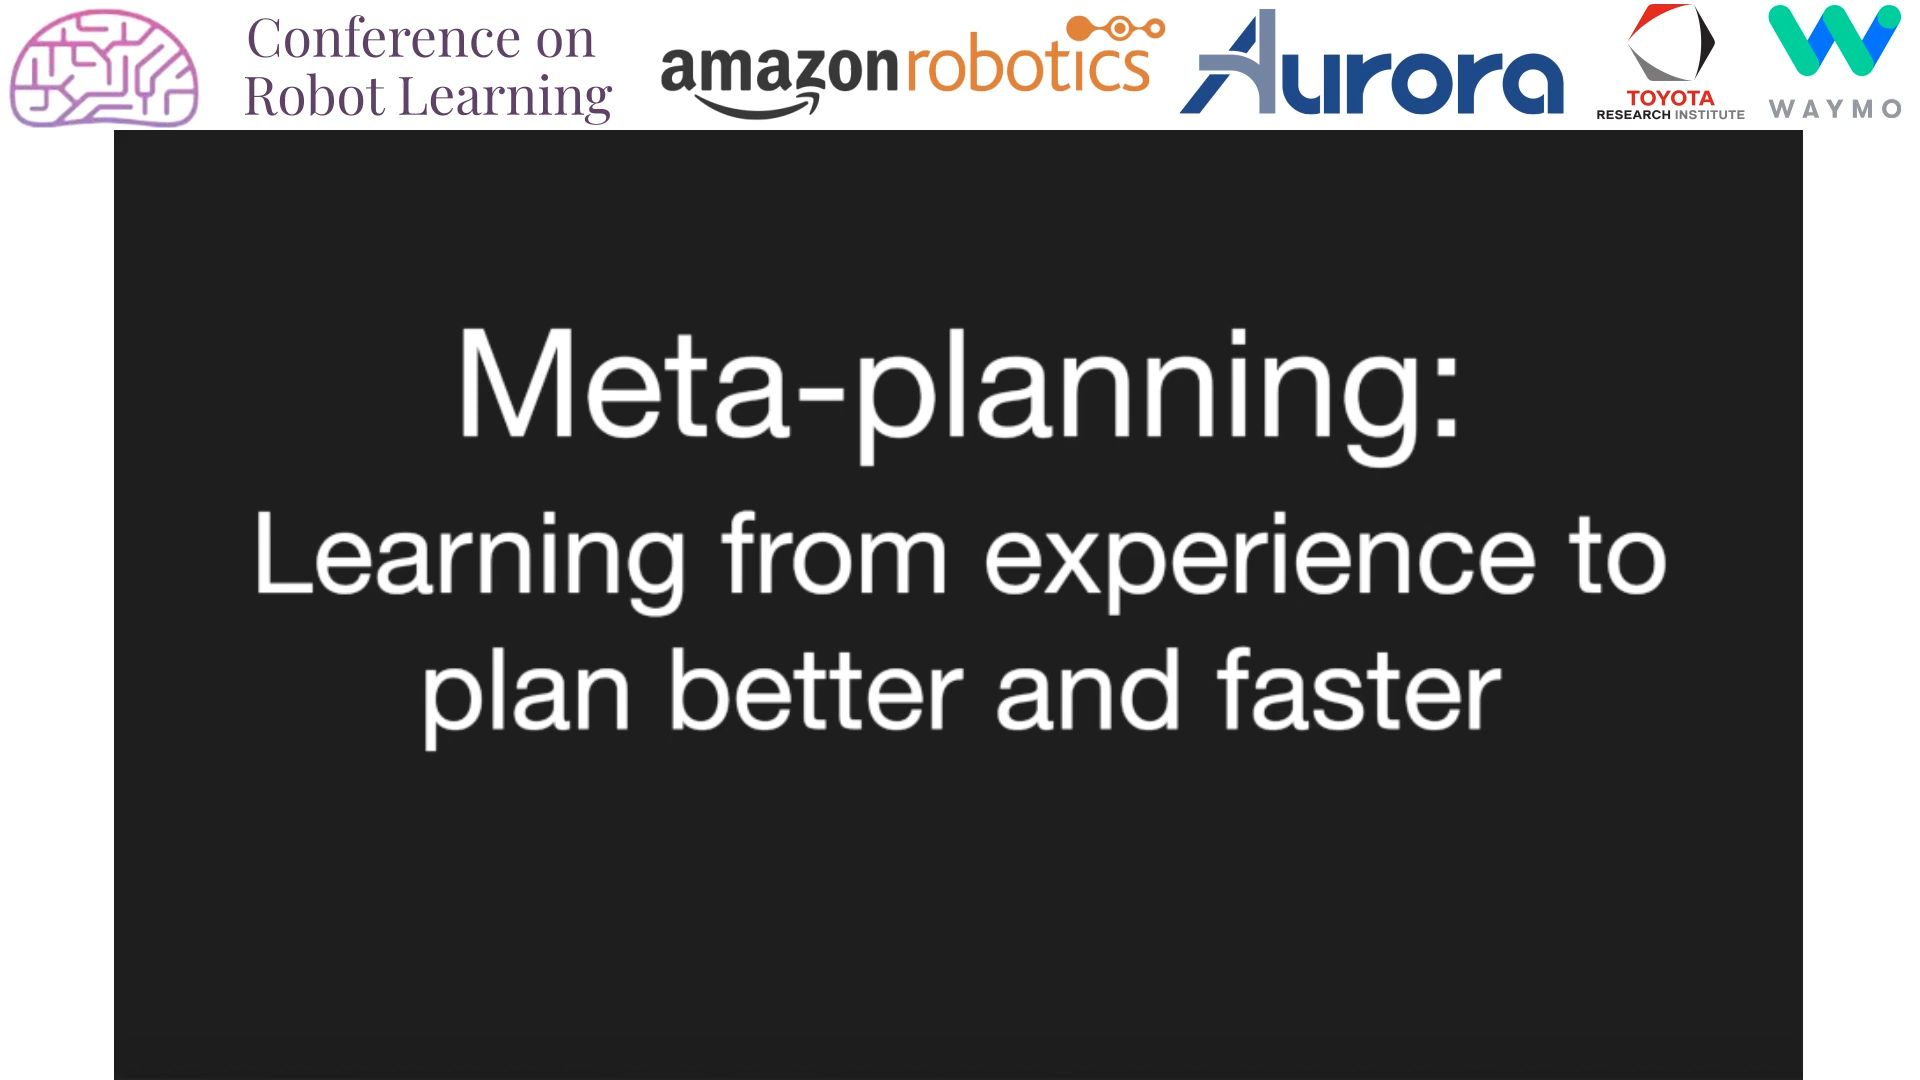 Conference on
Robot Learning
amazon robotics
Aurora
TOYOTA
RESEARCH INSTITUTE
WAYMO
Meta-planning:
Learning from experience to
plan better and faster